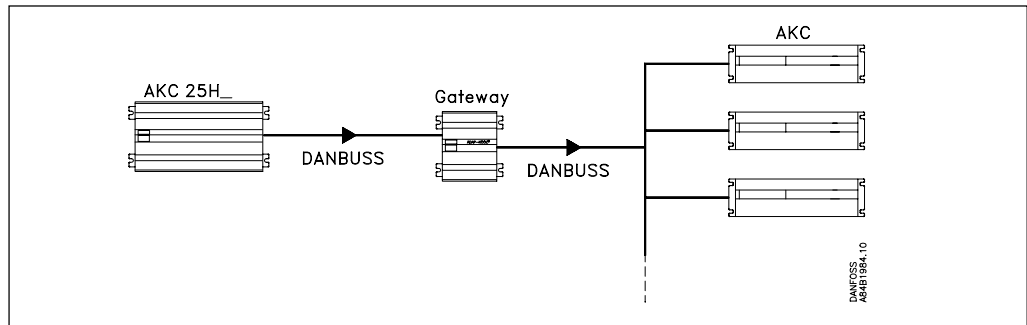 AKC
AKC 25H_
Gateway
DANBUSS
DANBUSS
DANFOSS
A84B1984.10